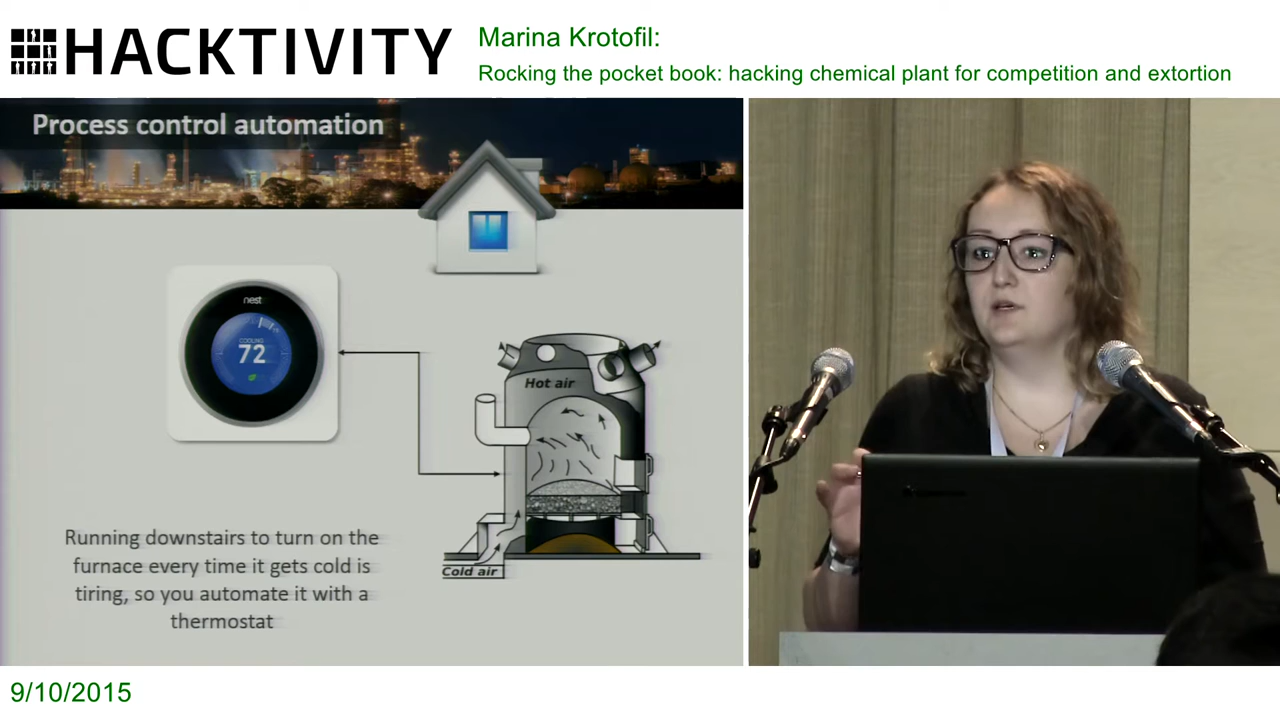 HACKTIVITY
Marina Krotofil:
Rocking the pocket book: hacking chemical plant for competition and extortion
Process control automation
nest
COOLING
72
Hot air
Cold air
Running downstairs to turn on the
furnace every time it gets cold is
tiring, so you automate it with a
thermostat
9/10/2015